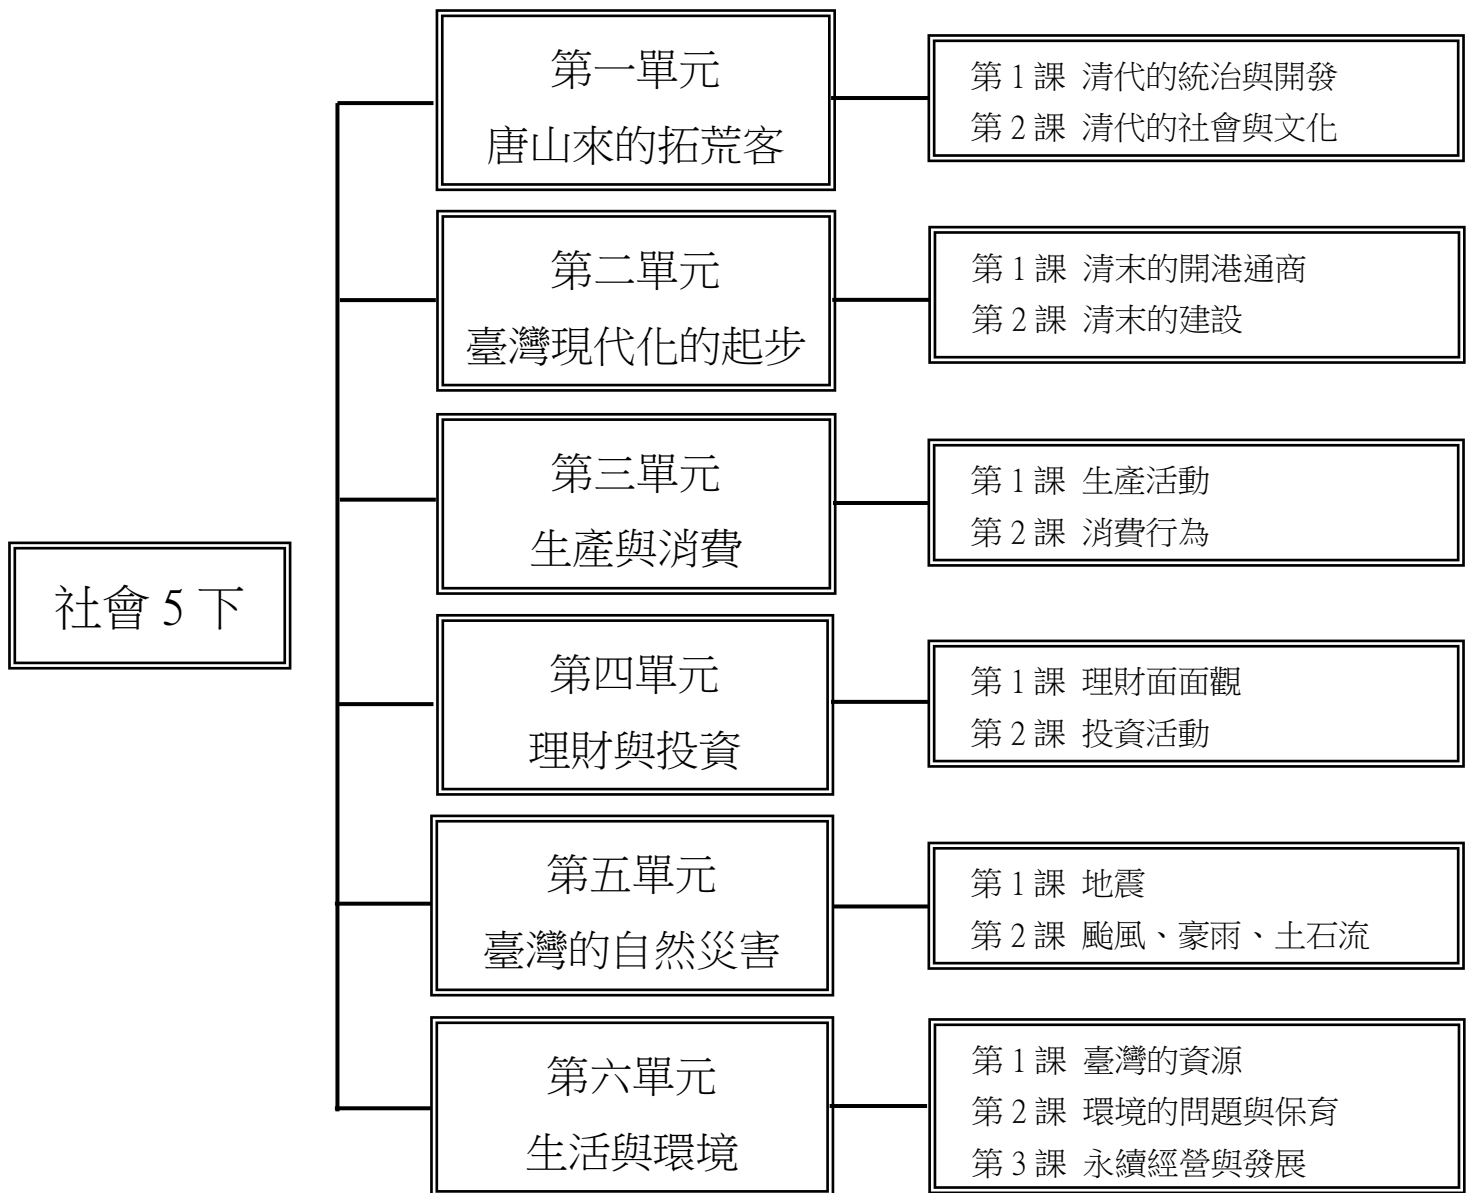 社會 5 下
第一單元
唐山來的拓荒客
第 1 課 清代的統治與開發
第 2 課 清代的社會與文化
第二單元
臺灣現代化的起步
第 1 課 清末的開港通商
第 2 課 清末的建設
第三單元
生產與消費
第 1 課 生產活動
第 2 課 消費行為
第四單元
理財與投資
第 1 課 理財面面觀
第 2 課 投資活動
第五單元
臺灣的自然災害
第 1 課 地震
第 2 課 颱風、豪雨、土石流
第六單元
生活與環境
第 1 課 臺灣的資源
第 2 課 環境的問題與保育
第 3 課 永續經營與發展